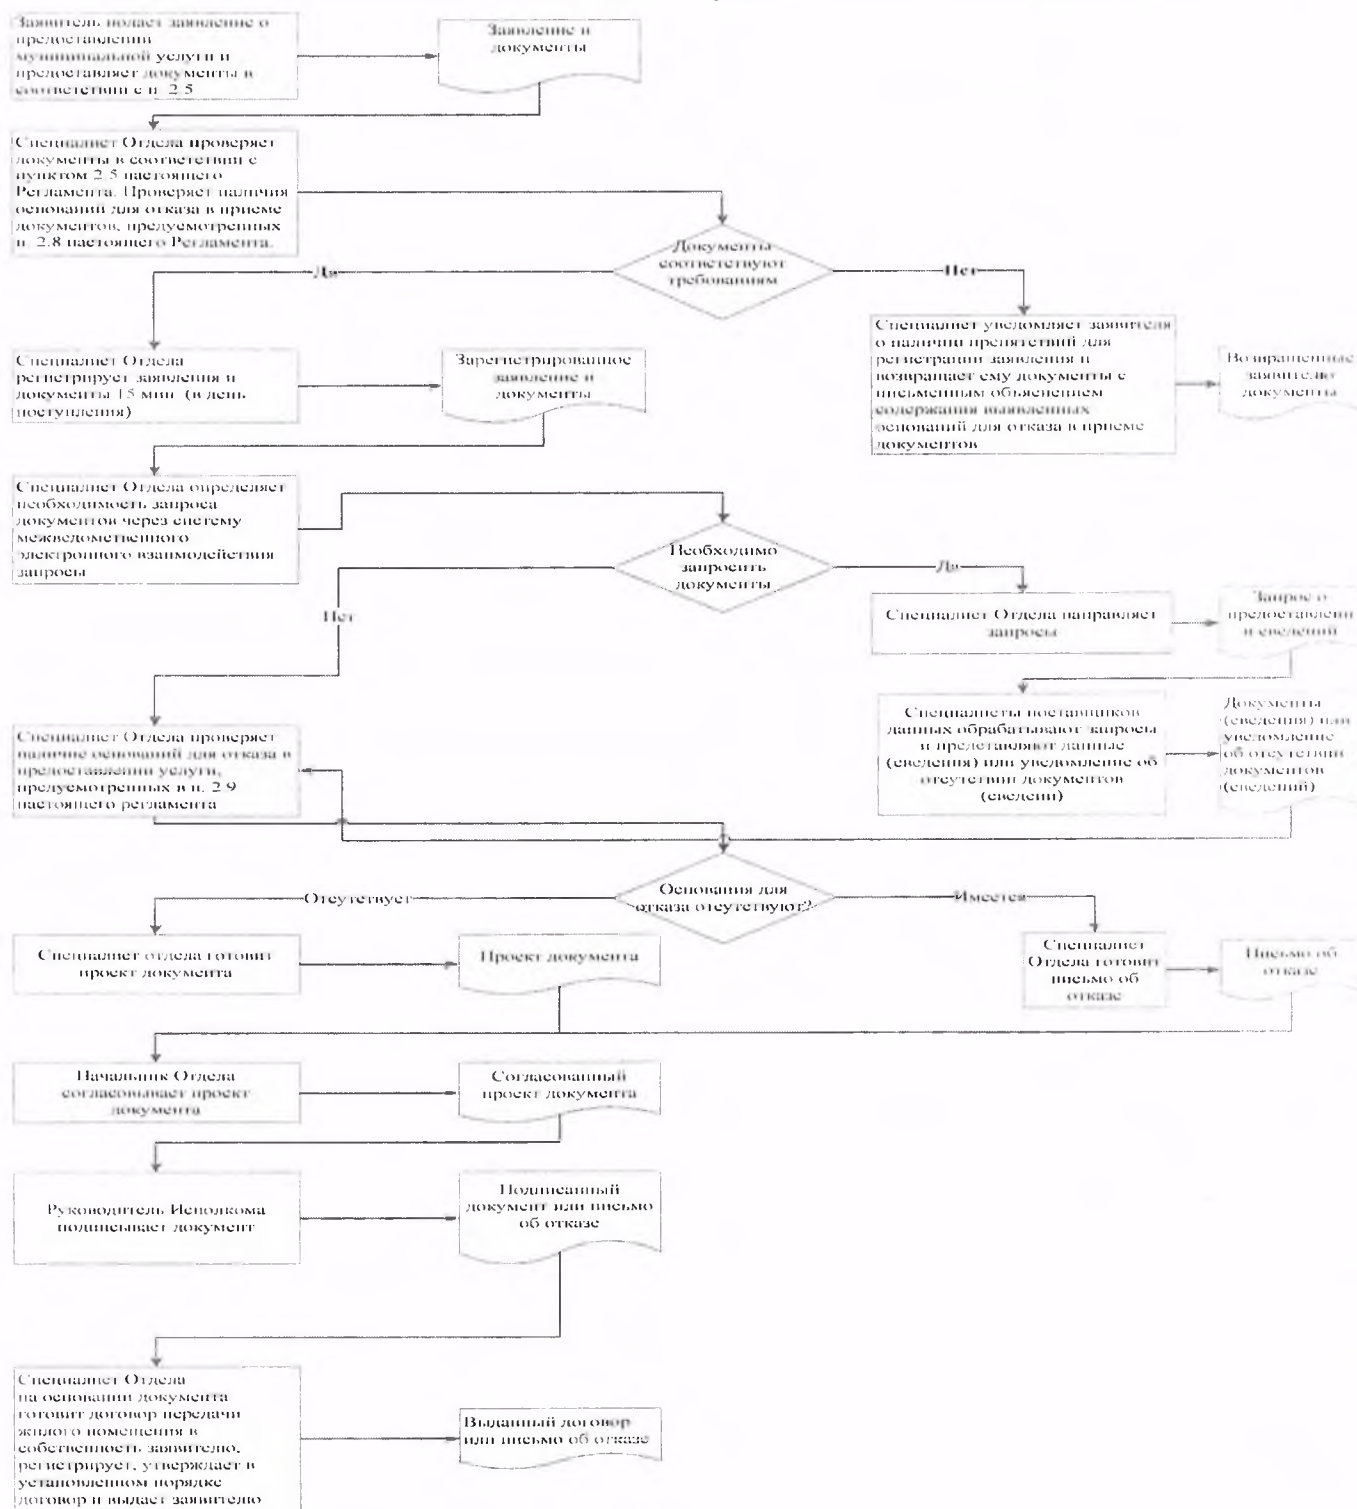 Заявитель подает заявление о
предоставлении
муниципальной услуги и
предоставляет документы в
соответствии с п. 2.5
Заявление и
документы
Специалист Отдела проверяет
документы в соответствии с
пунктом 2.5 настоящего
Регламента. Проверяет наличия
оснований для отказа в приеме
документов, предусмотренных
п. 2.8 настоящего Регламента.
Документы
соответствуют
требованиям
Да
Нет
Специалист Отдела
регистрирует заявления и
документы 15 мин. (в день
поступления)
Зарегистрированное
заявление и
документы
Специалист уведомляет заявителя
о наличии препятствий для
регистрации заявления и
возвращает ему документы с
письменным объяснением
содержания выявленных
оснований для отказа в приеме
документов
Возвращенные
заявителю
документы
Специалист Отдела определяет
необходимость запроса
документов через систему
межведомственного
электронного взаимодействия
запросы
Необходимо
запросить
документы
Да
Нет
Специалист Отдела направляет
запросы
Запрос о
предоставлени
и сведений
Специалист Отдела проверяет
наличие оснований для отказа в
предоставлении услуги,
предусмотренных в п. 2.9
настоящего регламента
Специалисты поставщиков
данных обрабатывают запросы
и представляют данные
(сведения) или уведомление об
отсутствии документов
(сведени)
Документы
(сведения) или
уведомление
об отсутствии
документов
(сведений)
Основания для
отказа отсутствуют?
Отсутствует
Имеется
Специалист отдела готовит
проект документа
Проект документа
Специалист
Отдела готовит
письмо об
отказе
Письмо об
отказе
Начальник Отдела
согласовывает проект
документа
Согласованный
проект документа
Руководитель Исполкома
подписывает документ
Подписанный
документ или письмо
об отказе
Специалист Отдела
на основании документа
готовит договор передачи
жилого помещения в
собственность заявителю,
регистрирует, утверждает в
установленном порядке
договор и выдает заявителю
Выданный договор
или письмо об отказе